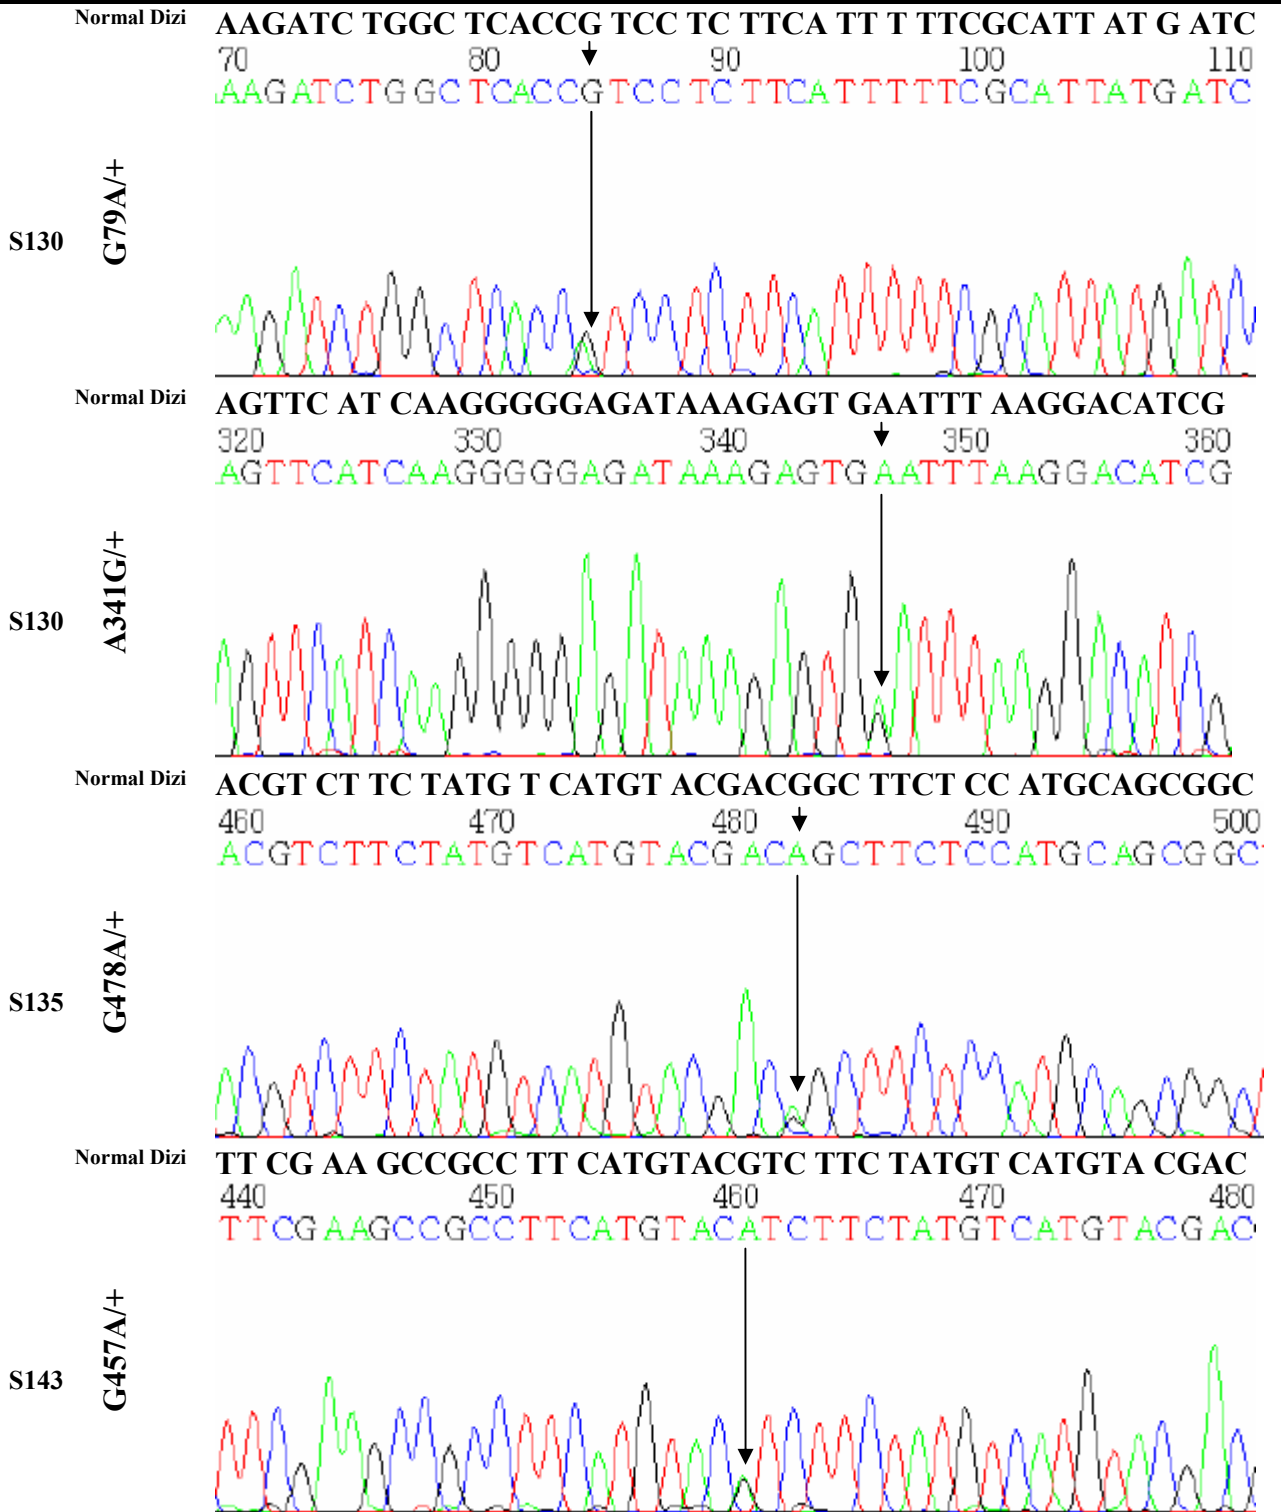 Normal Dizi AAGATC TGGC TCACCG TCC TC TTCA TT T TTCGCATT AT G ATC
70 80 90 100 110
AAGATCTGGCTCACCGTCCTCTTCATTTTTCGCATTATGATC
S130 G79A/+
Normal Dizi AGTTC AT CAAGGGGGAGATAAAGAGT GAATTT AAGGACATCG
320 330 340 350 360
AGTTCATCAAGGGGGAGATAAAGAGTGAATTTAAGGACATCG
S130 A341G/+
Normal Dizi ACGT CT TC TATG T CATGT ACGACGGC TTCT CC ATGCAGCGGC
460 470 480 490 500
ACGTCTTCTATGTCATGTACGACAGCTTCTCCATGCAGCGGC
S135 G478A/+
Normal Dizi TT CG AA GCCGCC TT CATGTACGTC TTC TATGT CATGTA CGAC
440 450 460 470 480
TTCGAAGCCGCCTTCATGTACATCTTCTATGTCATGTACGAC
S143 G457A/+